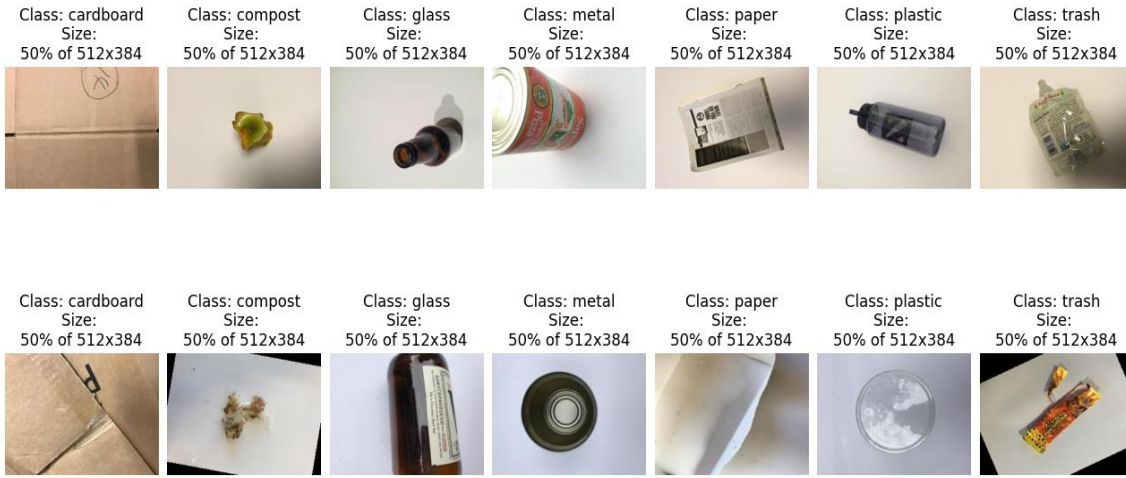 Class: cardboard
Size:
50% of 512x384
Class: compost
Size:
50% of 512x384
Class: glass
Size:
50% of 512x384
Class: metal
Size:
50% of 512x384
Class: paper
Size:
50% of 512x384
Class: plastic
Size:
50% of 512x384
Class: trash
Size:
50% of 512x384
Class: cardboard
Size:
50% of 512x384
Class: compost
Size:
50% of 512x384
Class: glass
Size:
50% of 512x384
Class: metal
Size:
50% of 512x384
Class: paper
Size:
50% of 512x384
Class: plastic
Size:
50% of 512x384
Class: trash
Size:
50% of 512x384